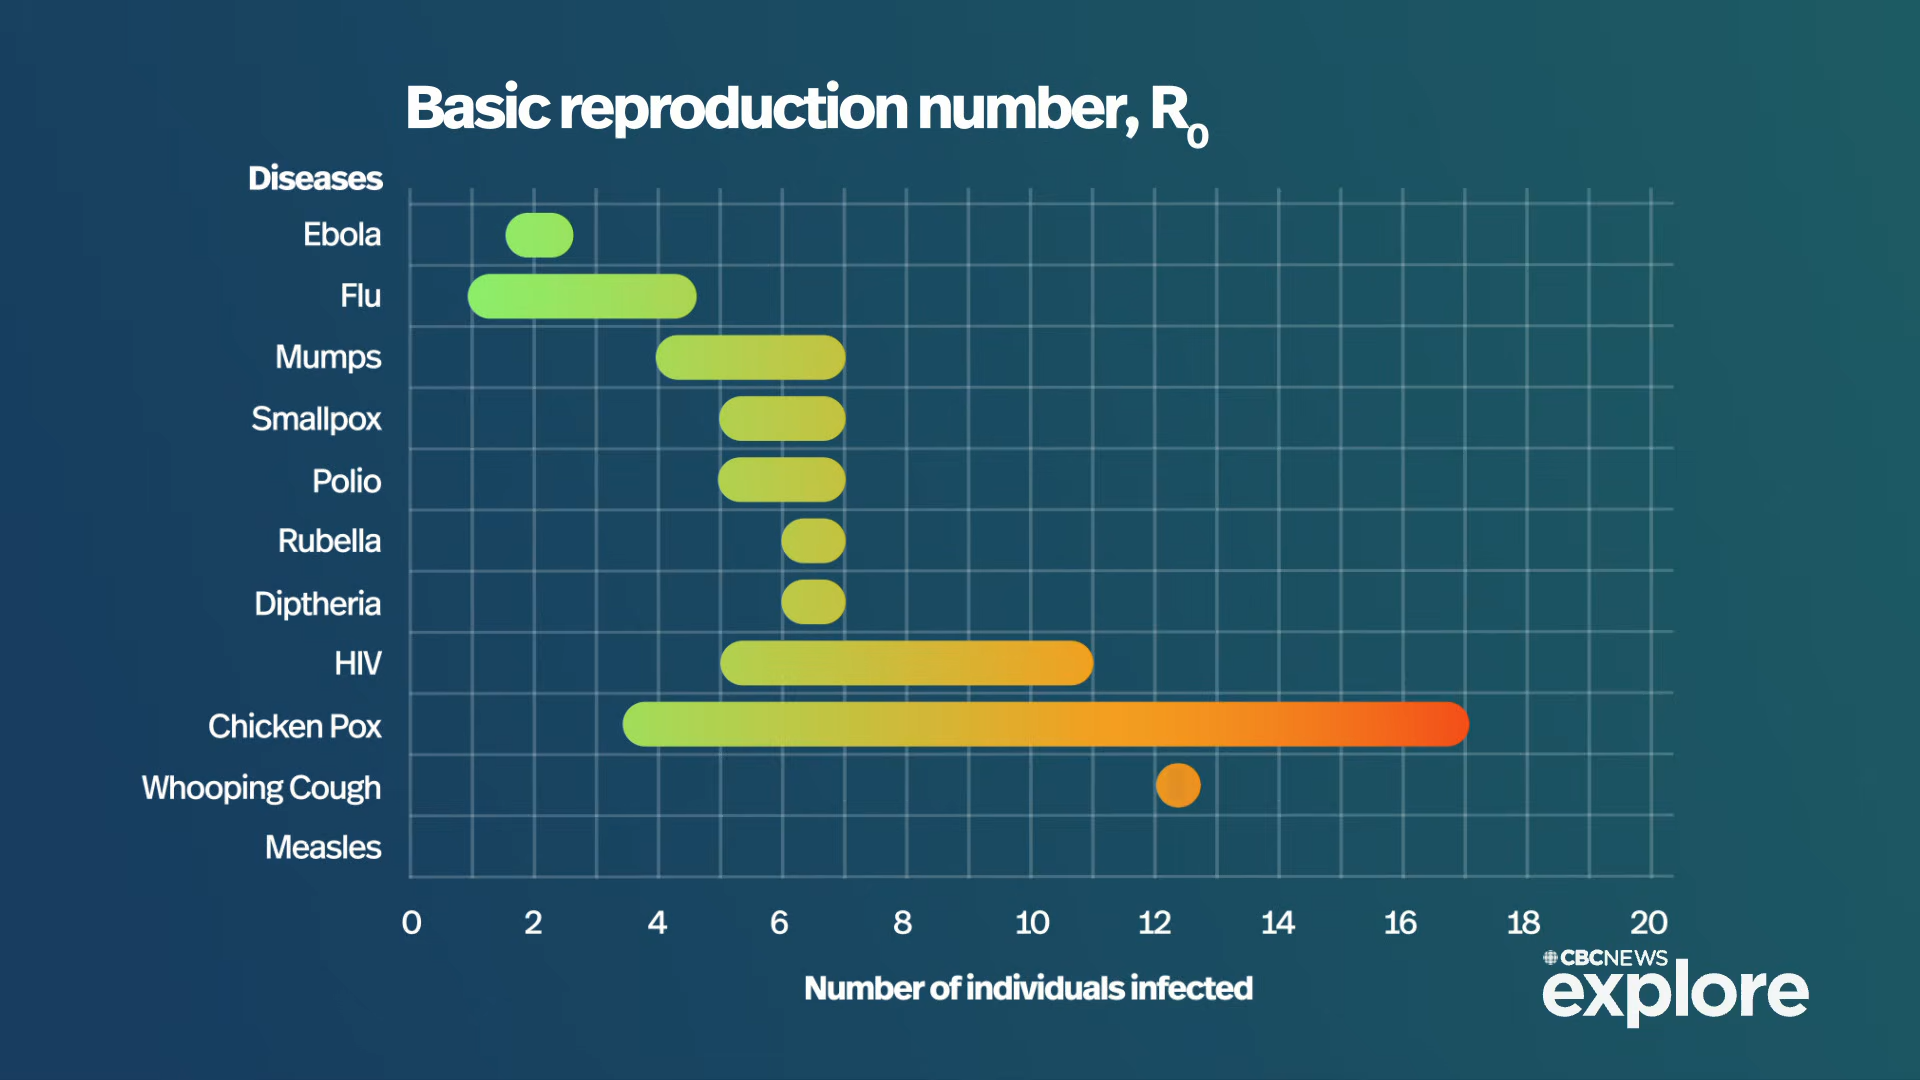 Basic reproduction number, R₀
Diseases
Ebola
Flu
Mumps
Smallpox
Polio
Rubella
Diptheria
HIV
Chicken Pox
Whooping Cough
Measles
0 2 4 6 8 10 12 14 16 18 20
Number of individuals infected
CBCNEWS
explore